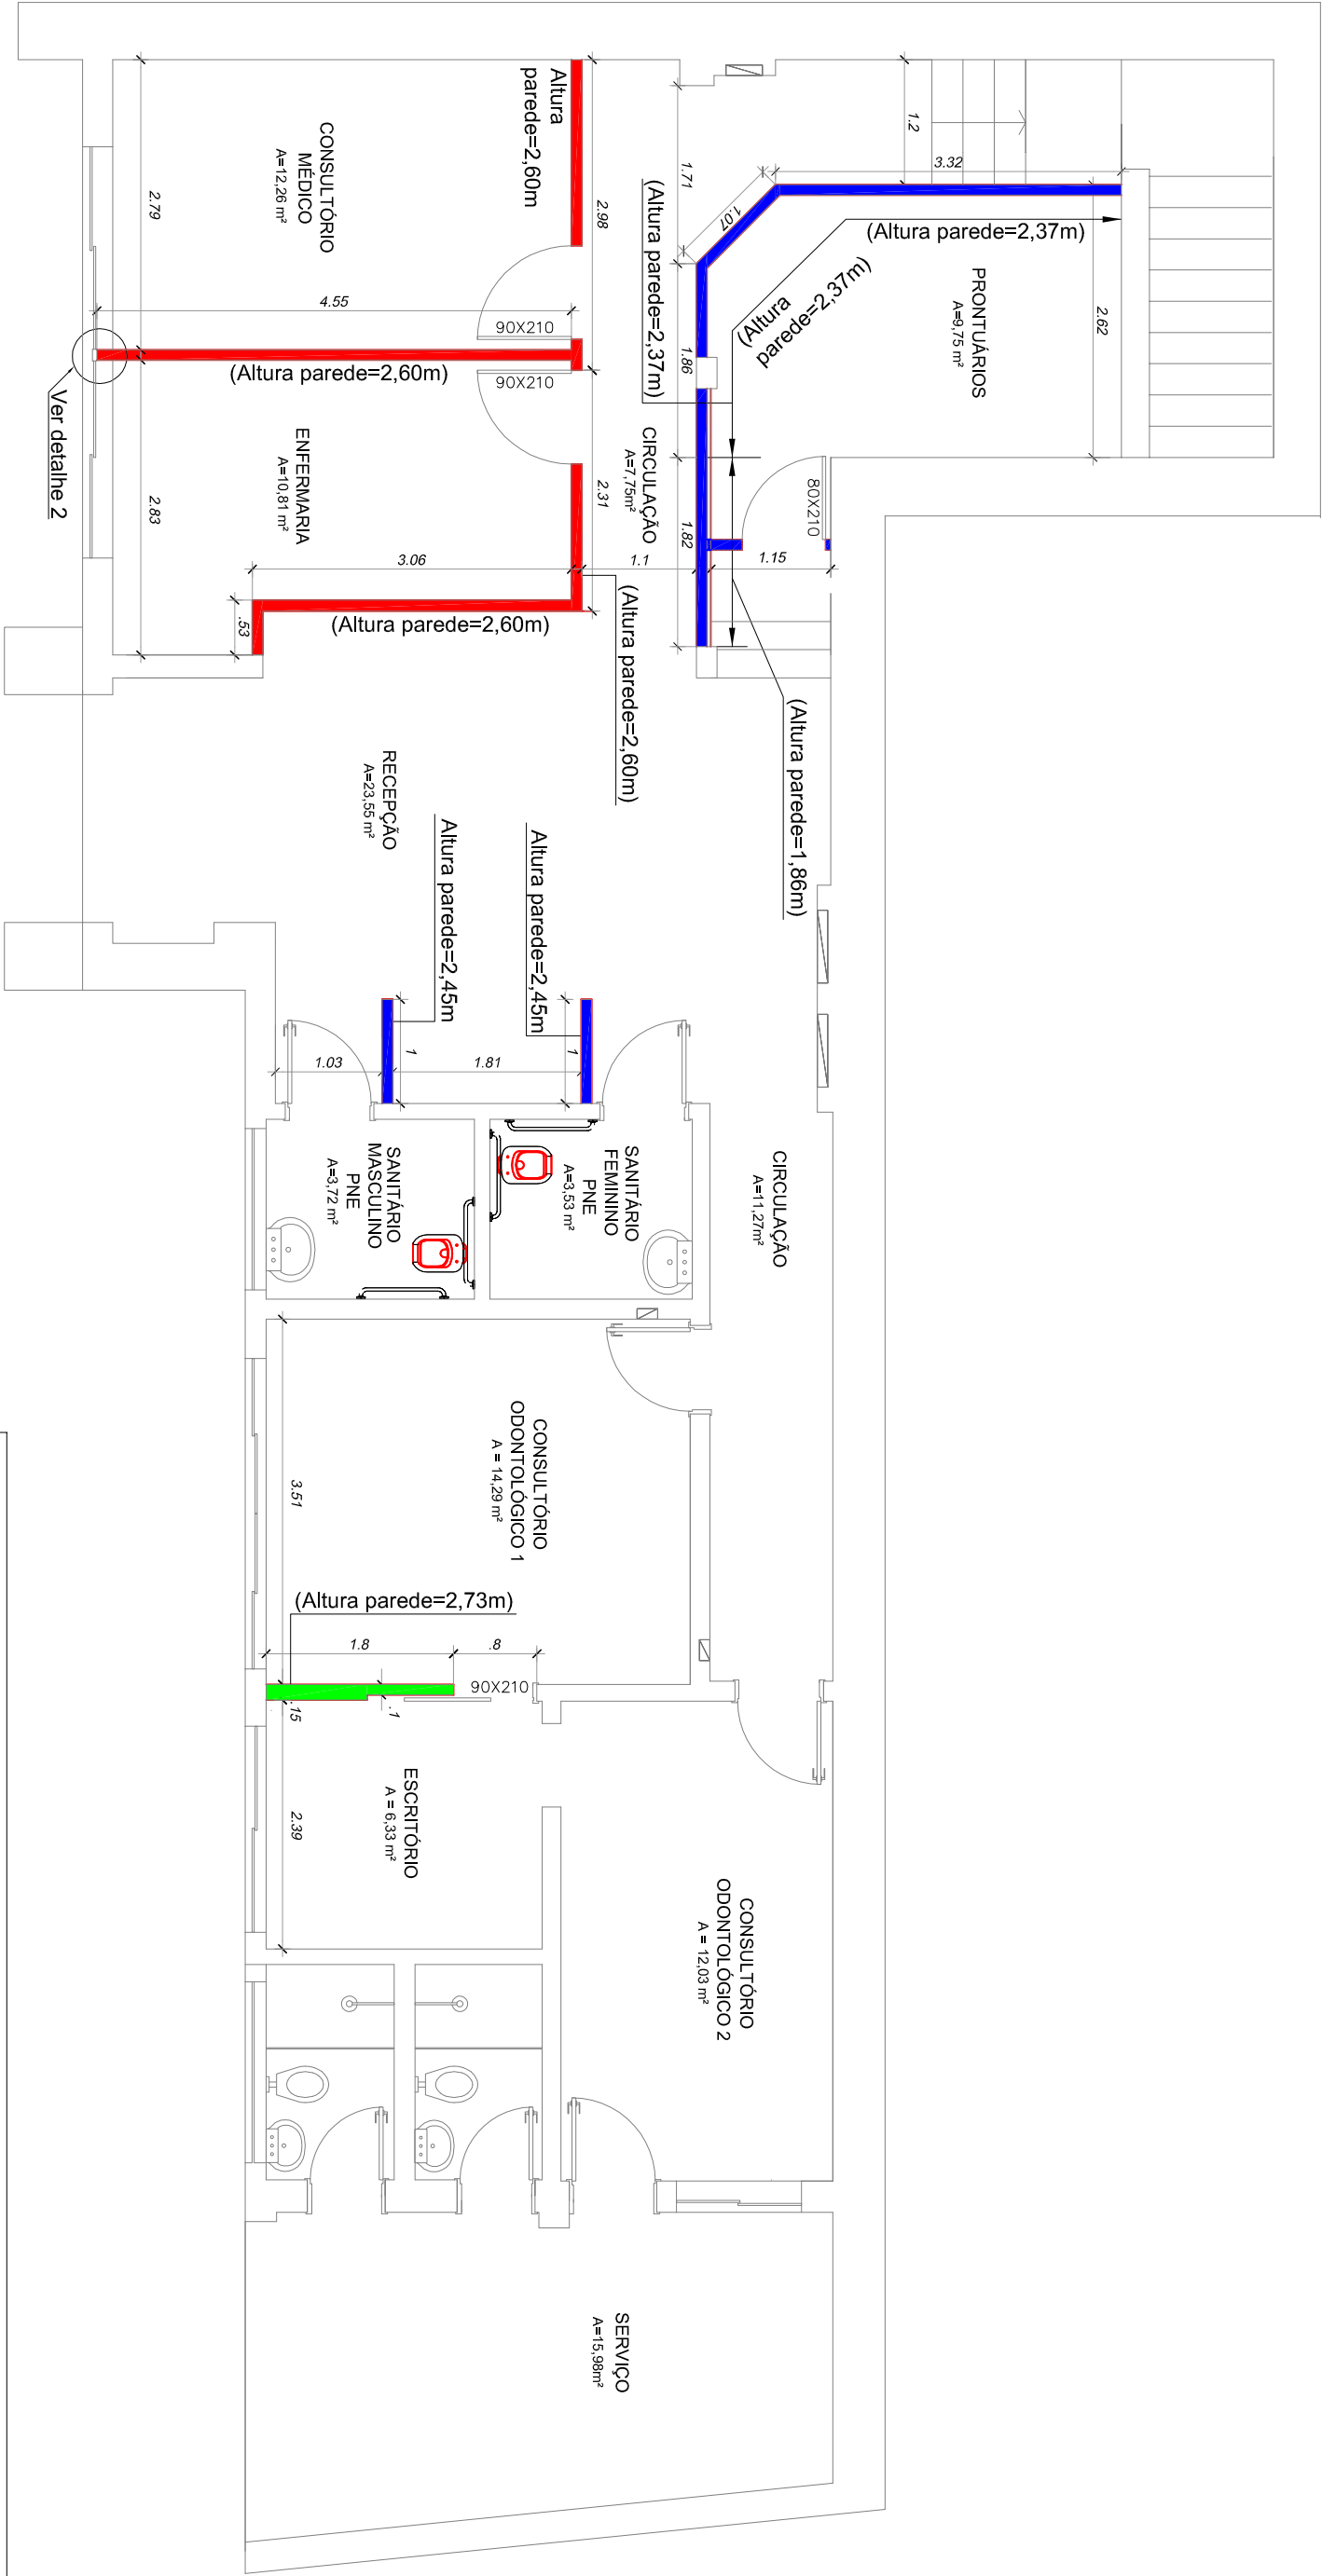 Altura
parede=2,60m
CONSULTÓRIO
MÉDICO
A=12,26 m²
2.79
2.98
4.55
90X210
(Altura parede=2,60m)
90X210
Ver detalhe 2
ENFERMARIA
A=10,81 m²
2.83
2.31
3.06
.53
(Altura parede=2,60m)
(Altura parede=2,60m)
1.2
3.32
1.71
1.07
(Altura parede=2,37m)
(Altura parede=2,37m)
(Altura
parede=2,37m)
PRONTUÁRIOS
A=9,75 m²
2.62
1.86
CIRCULAÇÃO
A=7,75m²
80X210
1.82
1.1
1.15
(Altura parede=1,86m)
RECEPÇÃO
A=23,55 m²
Altura parede=2,45m
Altura parede=2,45m
1.03
1
1.81
1
SANITÁRIO
MASCULINO
PNE
A=3,72 m²
SANITÁRIO
FEMININO
PNE
A=3,53 m²
CIRCULAÇÃO
A=11,27m²
CONSULTÓRIO
ODONTOLÓGICO 1
A = 14,29 m²
3.51
(Altura parede=2,73m)
1.8
.8
90X210
.15
.1
ESCRITÓRIO
A = 6,33 m²
2.39
CONSULTÓRIO
ODONTOLÓGICO 2
A = 12,03 m²
SERVIÇO
A=15,98m²